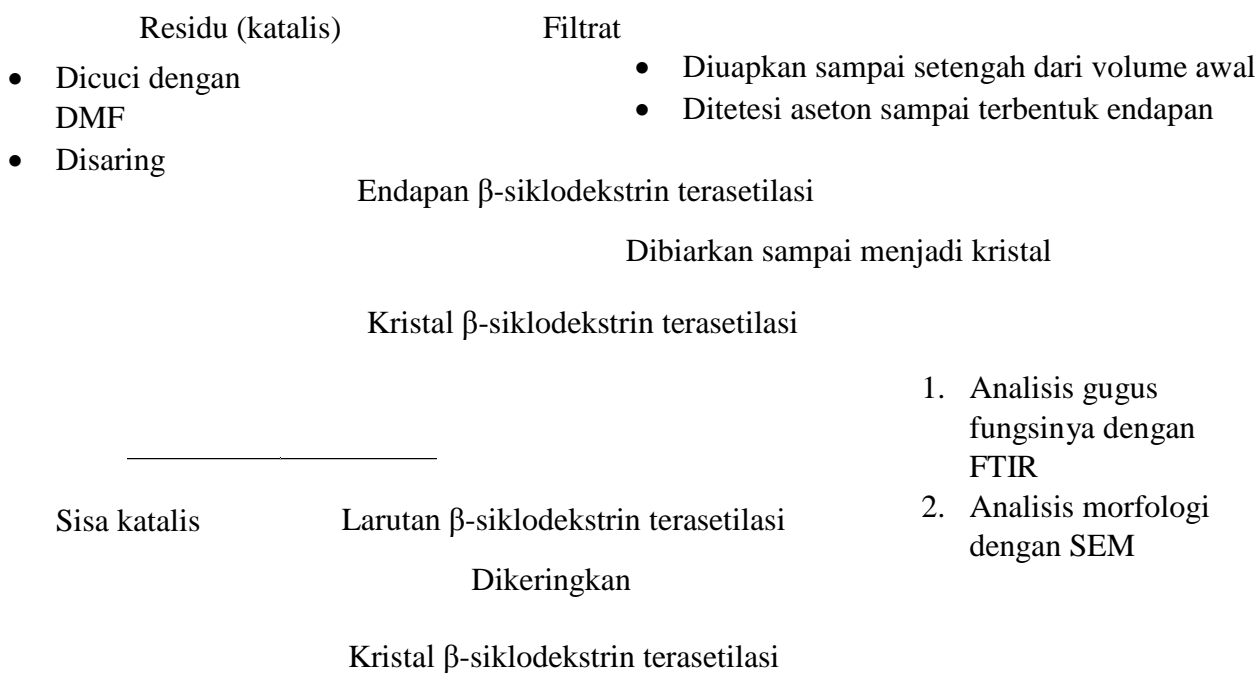 Residu (katalis)
Filtrat
• Dicuci dengan
DMF
• Disaring
• Diuapkan sampai setengah dari volume awal
• Ditetesi aseton sampai terbentuk endapan
Endapan β-siklodekstrin terasetilasi
Dibiarkan sampai menjadi kristal
Kristal β-siklodekstrin terasetilasi
1. Analisis gugus
fungsinya dengan
FTIR
2. Analisis morfologi
dengan SEM
Sisa katalis
Larutan β-siklodekstrin terasetilasi
Dikeringkan
Kristal β-siklodekstrin terasetilasi